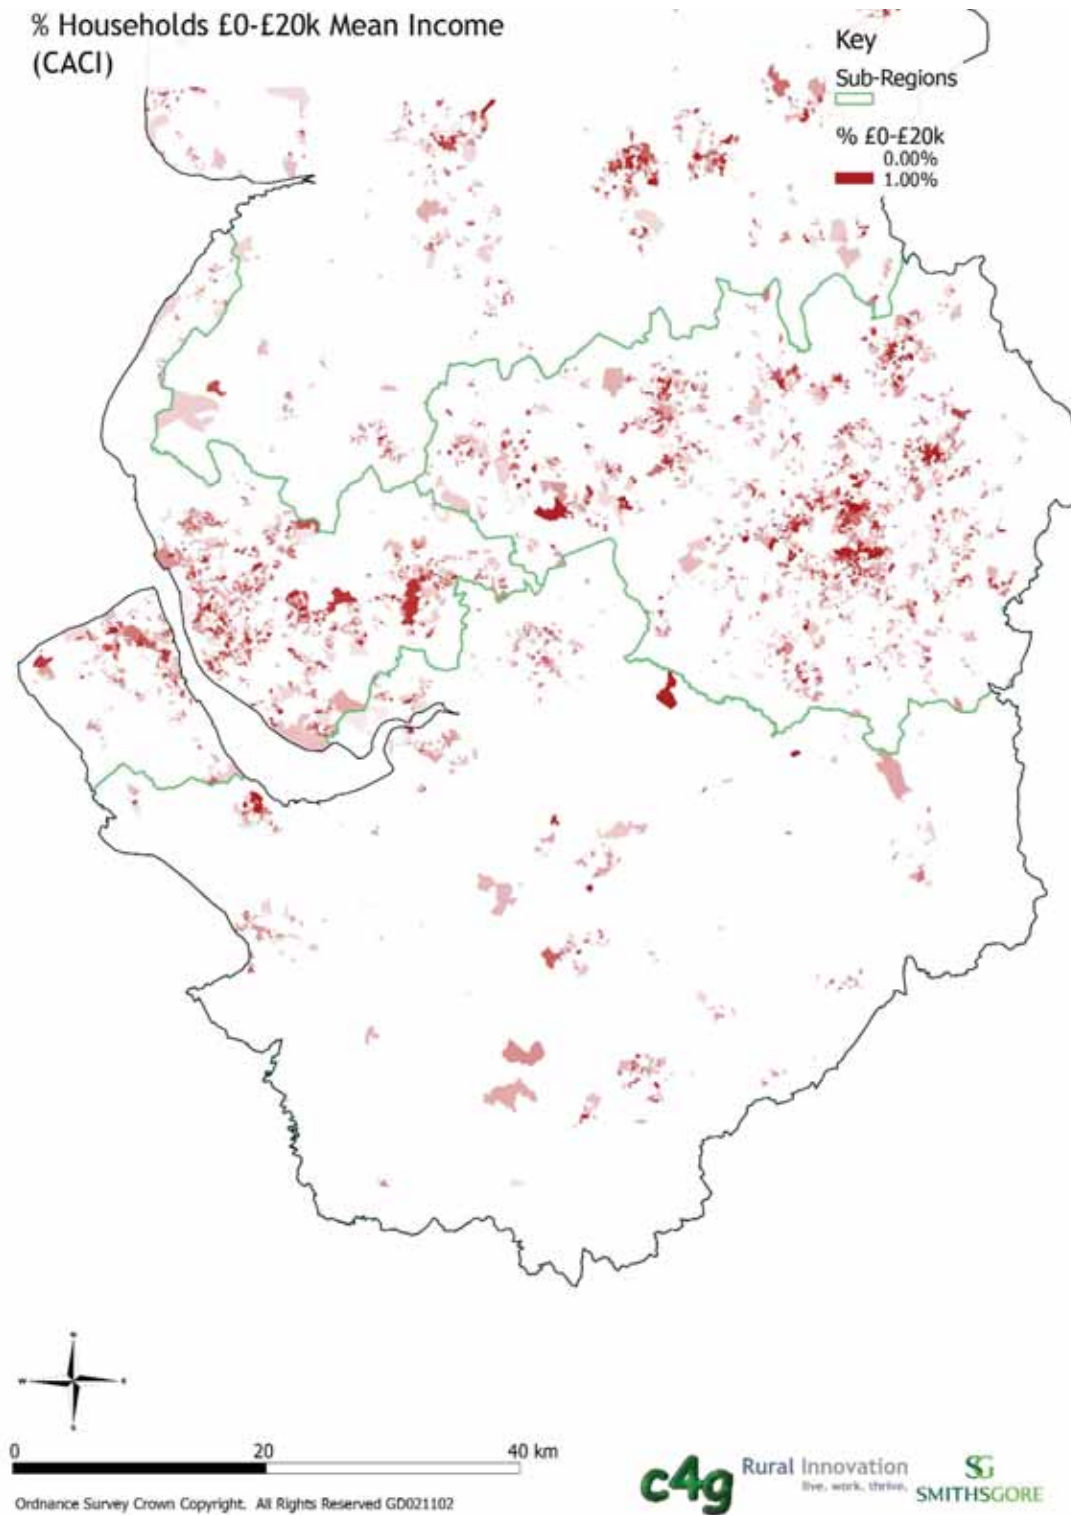 % Households £0-£20k Mean Income
(CACI)
Key
Sub-Regions
% £0-£20k
0.00%
1.00%
N
W
E
S
0 20 40 km
Ordnance Survey Crown Copyright. All Rights Reserved GD021102
c4g
Rural Innovation
live. work. thrive.
SG
SMITHSGORE